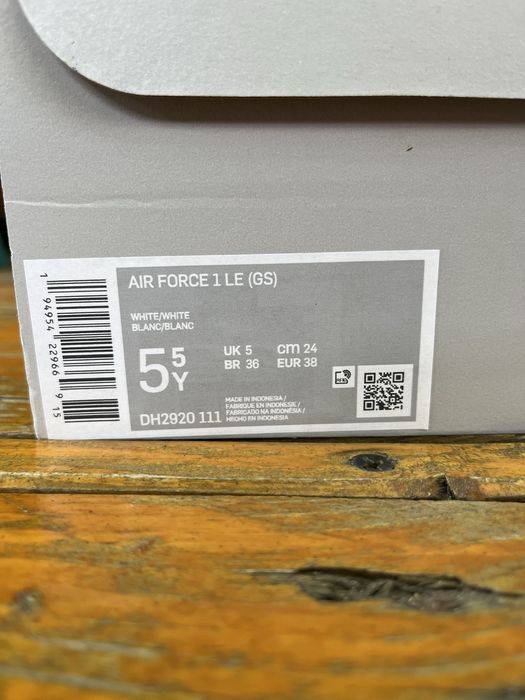 AIR FORCE 1 LE (GS)
WHITE/WHITE
BLANC/BLANC
5 5 Y
UK 5 cm 24
BR 36 EUR 38
DH2920 111
MADE IN INDONESIA /
FABRIQUE EN INDONESIE /
FABRICADO NA INDONÉSIA /
HECHO EN INDONESIA
1 94954 22966 9 15